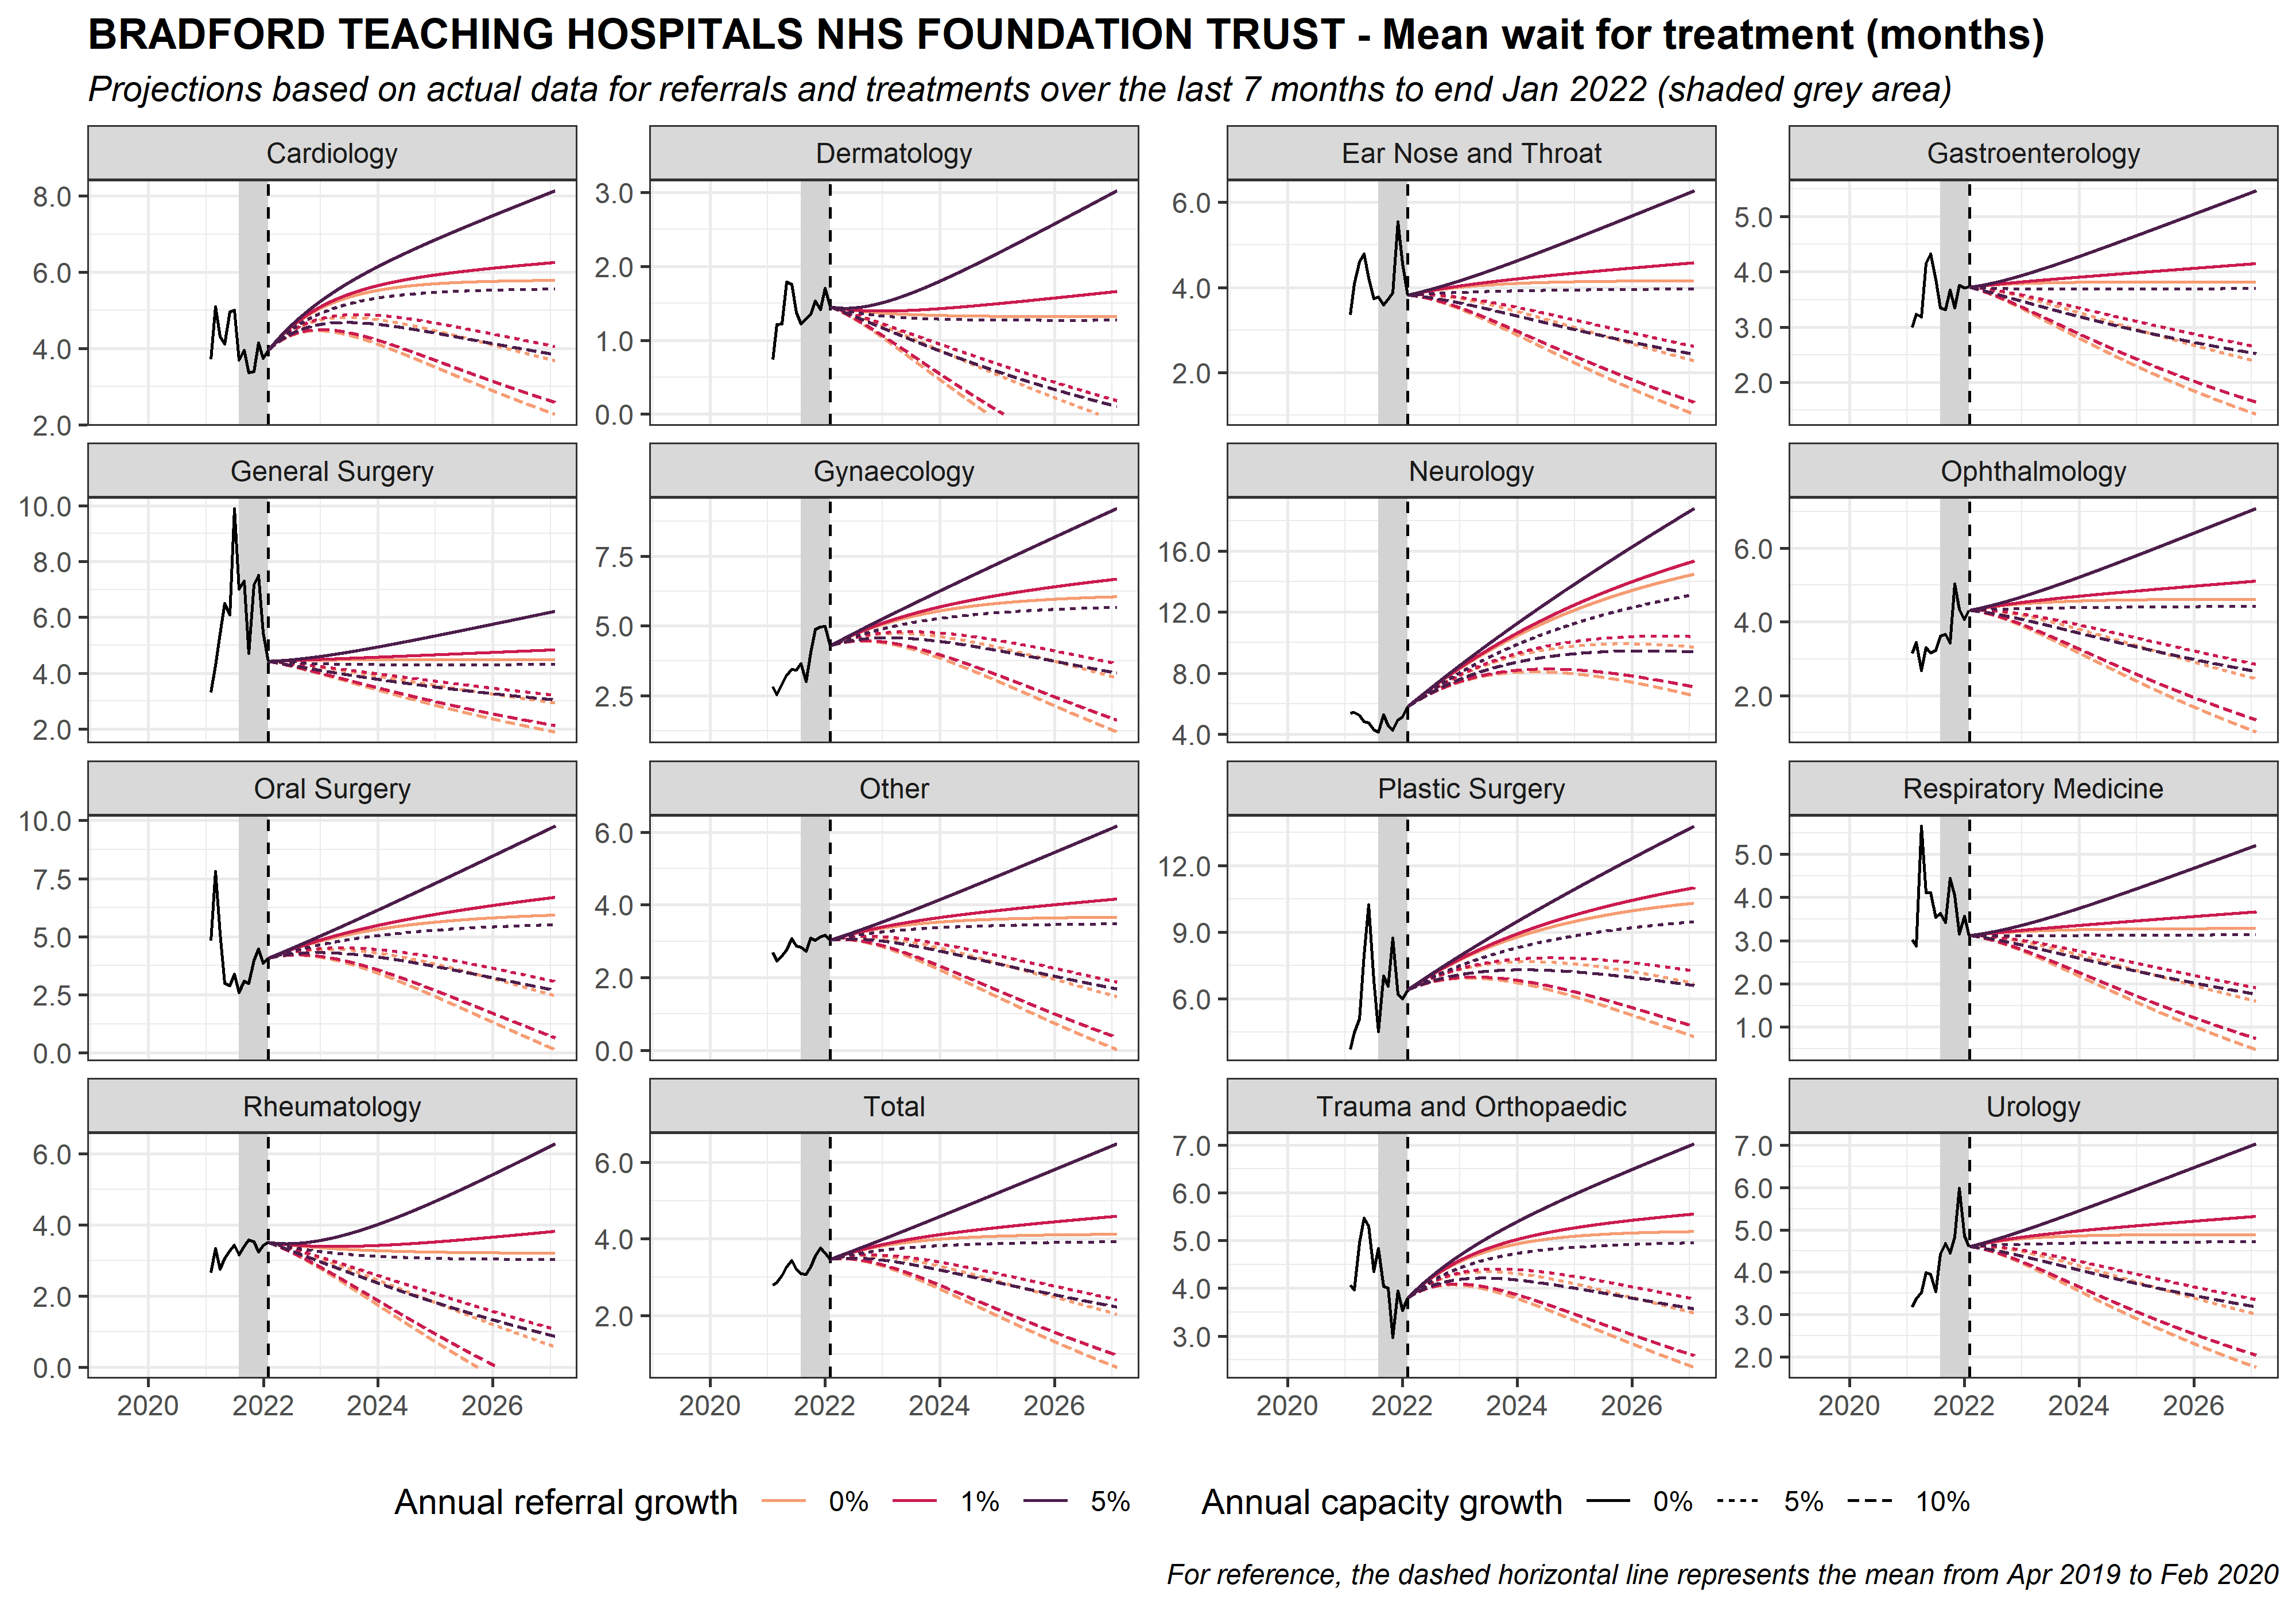 BRADFORD TEACHING HOSPITALS NHS FOUNDATION TRUST - Mean wait for treatment (months)
Projections based on actual data for referrals and treatments over the last 7 months to end Jan 2022 (shaded grey area)
Cardiology Dermatology Ear Nose and Throat Gastroenterology
8.0 3.0 6.0 5.0
6.0 2.0 4.0 4.0
4.0 1.0 2.0 3.0
2.0 0.0 2.0
General Surgery Gynaecology Neurology Ophthalmology
10.0 7.5 16.0 6.0
8.0 5.0 12.0 4.0
6.0 2.5 8.0 2.0
4.0 4.0
2.0
Oral Surgery Other Plastic Surgery Respiratory Medicine
10.0 6.0 12.0 5.0
7.5 4.0 9.0 4.0
5.0 2.0 6.0 3.0
2.5 0.0 2.0
0.0 1.0
Rheumatology Total Trauma and Orthopaedic Urology
6.0 6.0 7.0 7.0
4.0 4.0 6.0 6.0
2.0 2.0 5.0 5.0
0.0 4.0 4.0
3.0 3.0
2.0
2020 2022 2024 2026 2020 2022 2024 2026 2020 2022 2024 2026 2020 2022 2024 2026
Annual referral growth 0% 1% 5% Annual capacity growth 0% 5% 10%
For reference, the dashed horizontal line represents the mean from Apr 2019 to Feb 2020